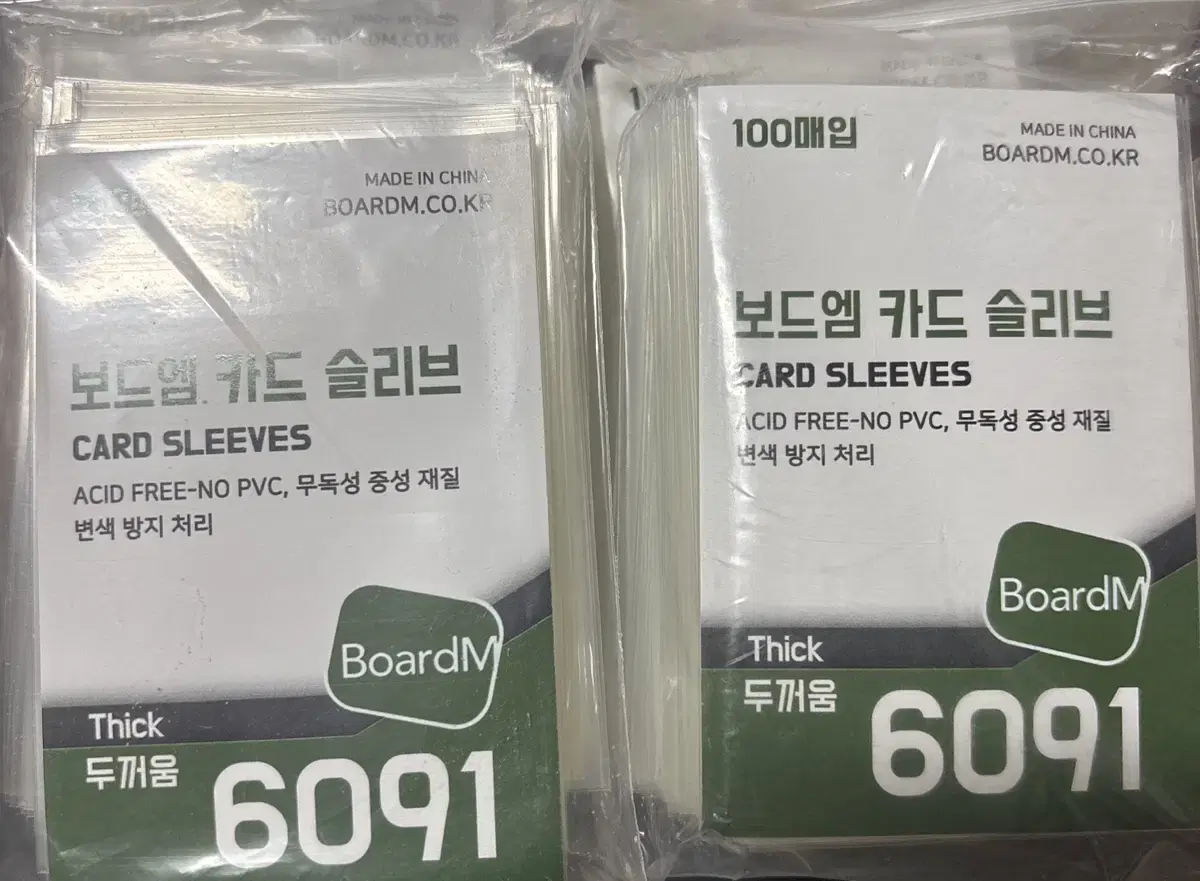 MADE IN CHINA
BOARDM.CO.KR
보드엠 카드 슬리브
CARD SLEEVES
ACID FREE-NO PVC, 무독성 중성 재질
변색 방지 처리
BoardM
Thick
두꺼움
6091
100매입
MADE IN CHINA
BOARDM.CO.KR
보드엠 카드 슬리브
CARD SLEEVES
ACID FREE-NO PVC, 무독성 중성 재질
변색 방지 처리
BoardM
Thick
두꺼움
6091